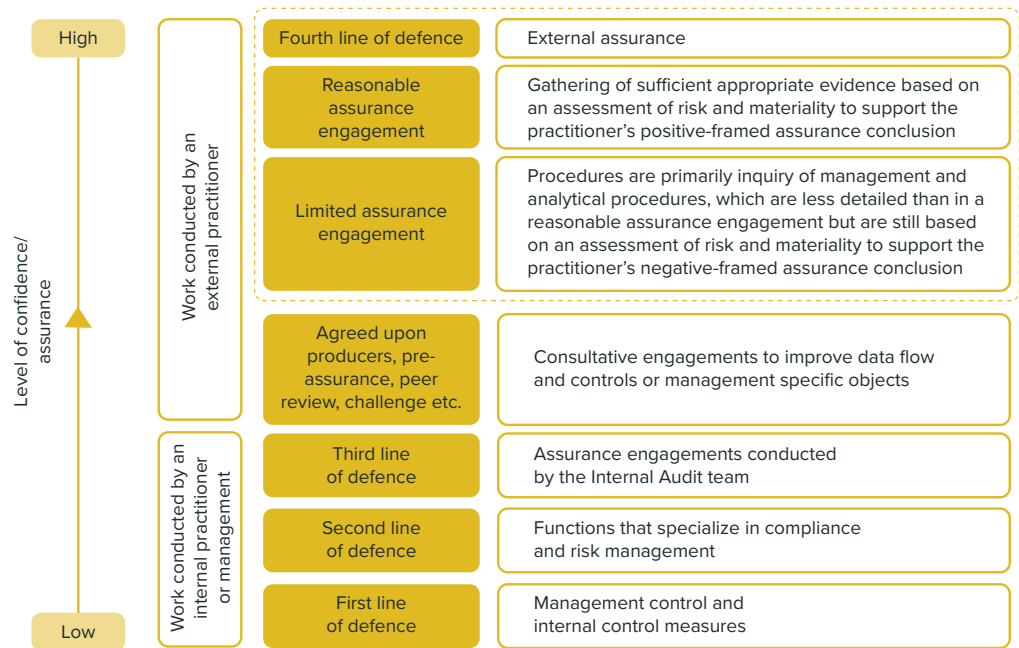 High
Level of confidence/
assurance
Low
Work conducted by an
external practitioner
Fourth line of defence
External assurance
Reasonable
assurance
engagement
Gathering of sufficient appropriate evidence based on
an assessment of risk and materiality to support the
practitioner’s positive-framed assurance conclusion
Limited assurance
engagement
Procedures are primarily inquiry of management and
analytical procedures, which are less detailed than in a
reasonable assurance engagement but are still based
on an assessment of risk and materiality to support the
practitioner’s negative-framed assurance conclusion
Agreed upon
producers, pre-
assurance, peer
review, challenge etc.
Consultative engagements to improve data flow
and controls or management specific objects
Work conducted by an
internal practitioner
or management
Third line
of defence
Assurance engagements conducted
by the Internal Audit team
Second line
of defence
Functions that specialize in compliance
and risk management
First line
of defence
Management control and
internal control measures